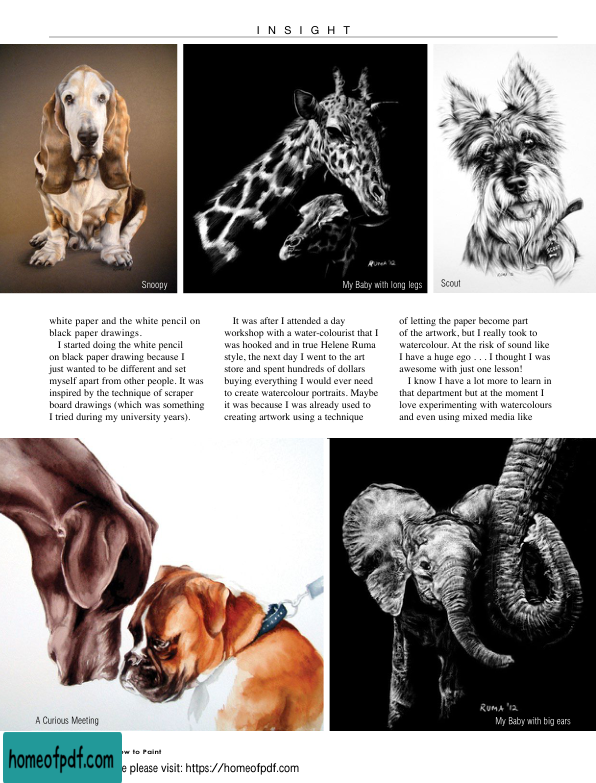 INSIGHT
Snoopy
My Baby with long legs
Scout
RUMA '12
white paper and the white pencil on
black paper drawings.
I started doing the white pencil
on black paper drawing because I
just wanted to be different and set
myself apart from other people. It was
inspired by the technique of scraper
board drawings (which was something
I tried during my university years).
It was after I attended a day
workshop with a water-colourist that I
was hooked and in true Helene Ruma
style, the next day I went to the art
store and spent hundreds of dollars
buying everything I would ever need
to create watercolour portraits. Maybe
it was because I was already used to
creating artwork using a technique
of letting the paper become part
of the artwork, but I really took to
watercolour. At the risk of sound like
I have a huge ego . . . I thought I was
awesome with just one lesson!
I know I have a lot more to learn in
that department but at the moment I
love experimenting with watercolours
and even using mixed media like
A Curious Meeting
RUMA '12
My Baby with big ears
w to Paint
homeofpdf.com
e please visit: https://homeofpdf.com